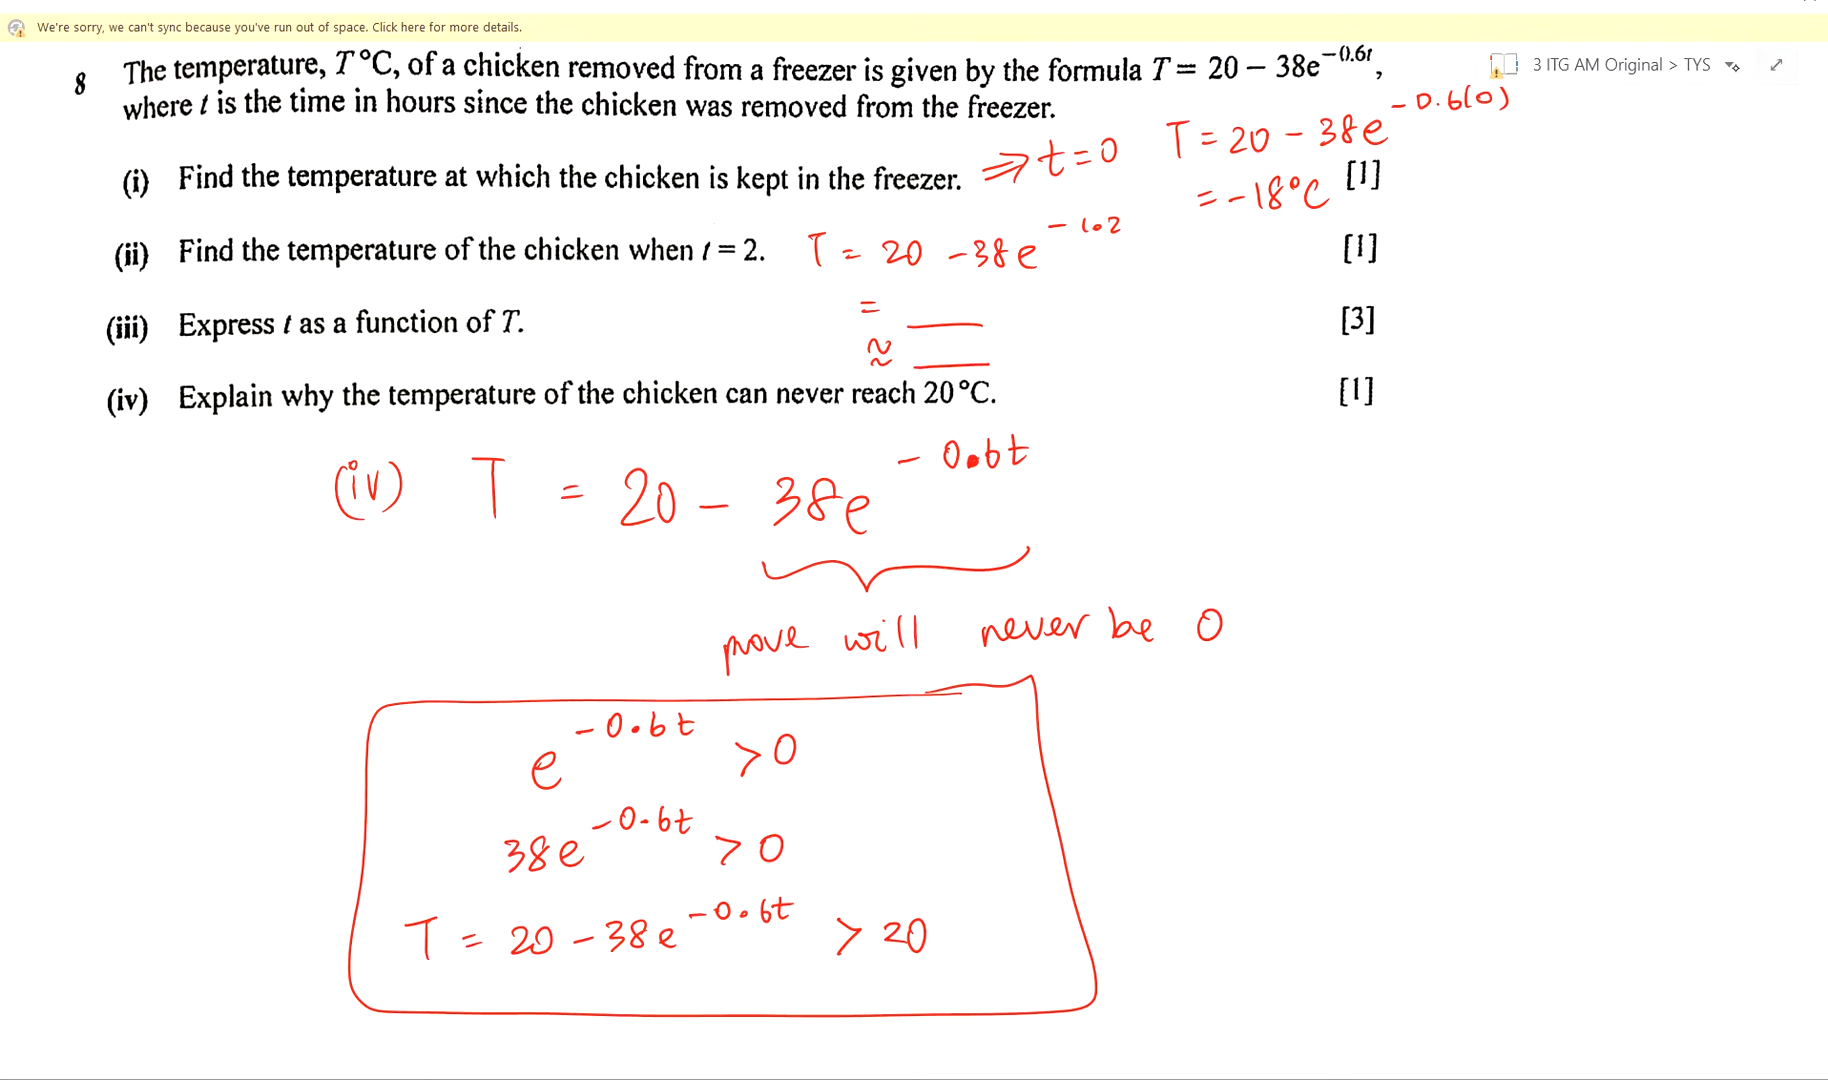 We're sorry, we can't sync because you've run out of space. Click here for more details.
3 ITG AM Original > TYS
8 The temperature, T °C, of a chicken removed from a freezer is given by the formula T = 20 – 38e^–0.6t,
where t is the time in hours since the chicken was removed from the freezer.
⇒ t = 0 T = 20 – 38e^–0.6(0)
(i) Find the temperature at which the chicken is kept in the freezer. [1]
= –18°C
(ii) Find the temperature of the chicken when t = 2. [1]
T = 20 – 38e^–1.2
= ____
≈ ____
(iii) Express t as a function of T. [3]
(iv) Explain why the temperature of the chicken can never reach 20 °C. [1]
(iv) T = 20 – 38e^–0.6t
prove will never be 0
e^–0.6t > 0
38e^–0.6t > 0
T = 20 – 38e^–0.6t > 20